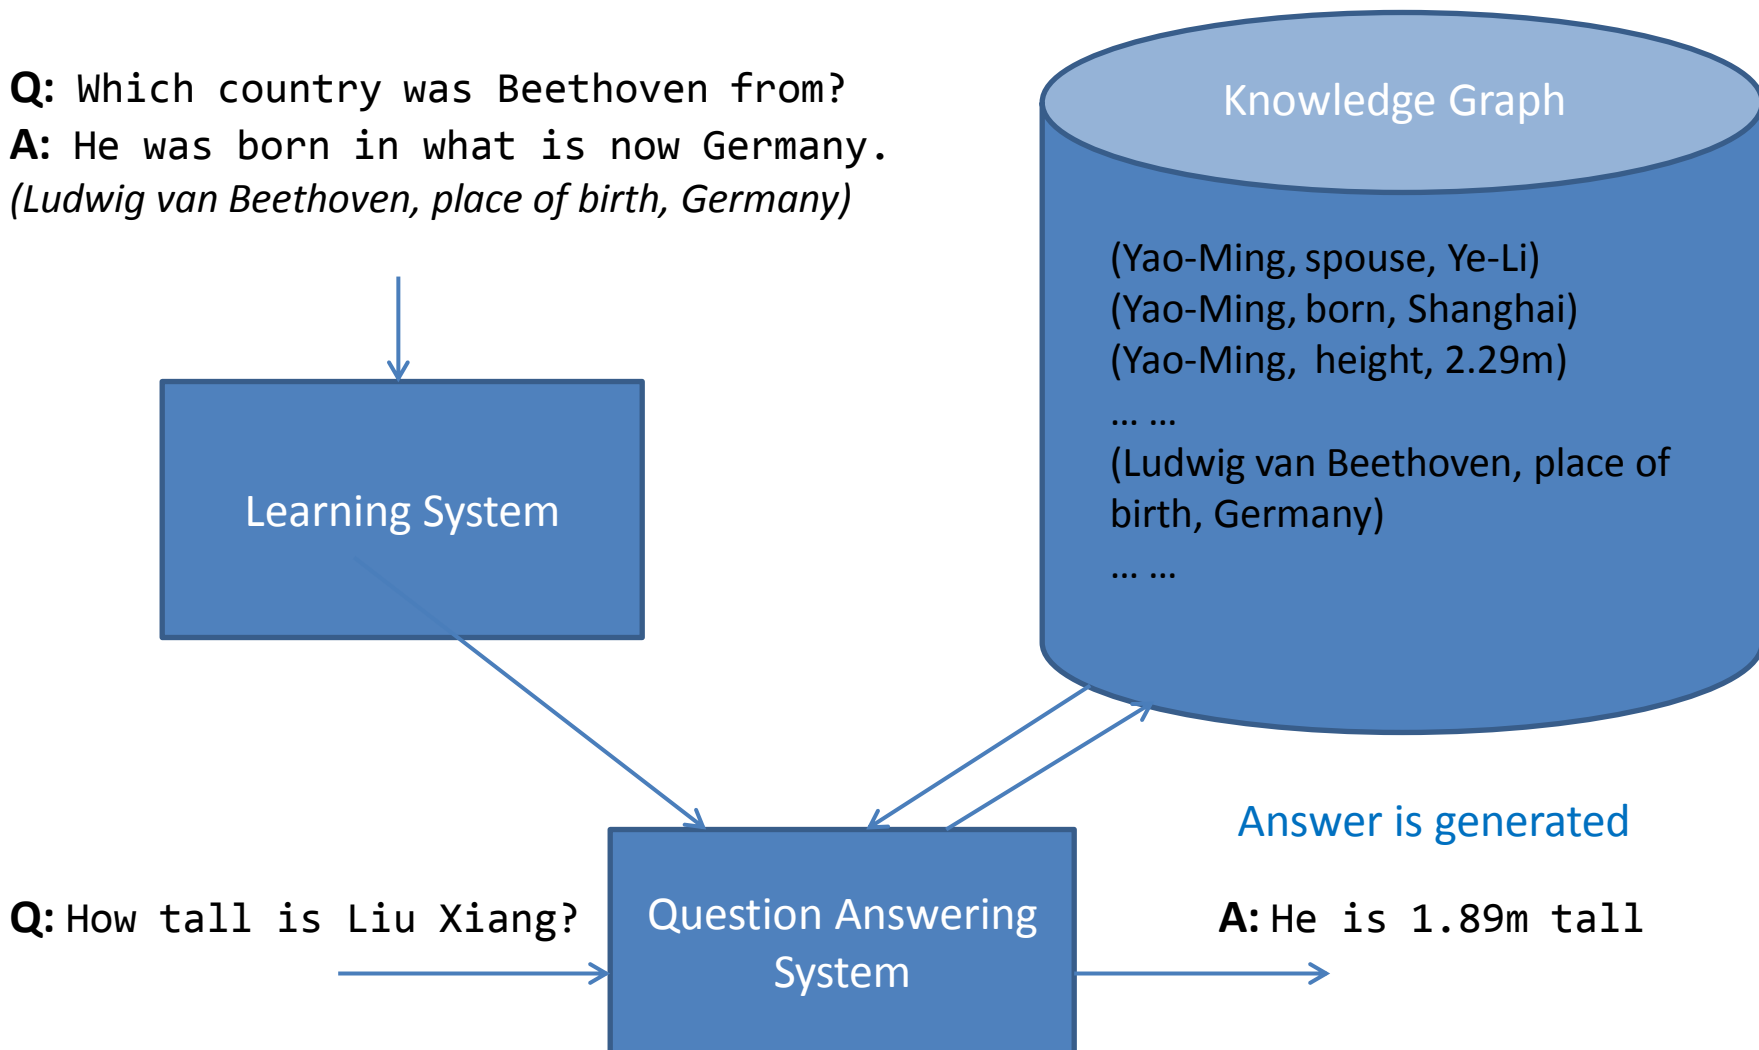 Q: Which country was Beethoven from?
A: He was born in what is now Germany.
(Ludwig van Beethoven, place of birth, Germany)
Knowledge Graph
(Yao-Ming, spouse, Ye-Li)
(Yao-Ming, born, Shanghai)
(Yao-Ming, height, 2.29m)
... ...
(Ludwig van Beethoven, place of
birth, Germany)
... ...
Learning System
Answer is generated
Q: How tall is Liu Xiang?
Question Answering
System
A: He is 1.89m tall